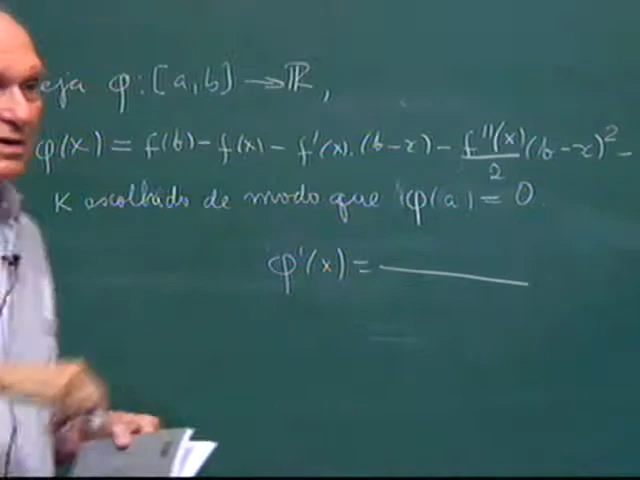 eja φ: [a, b] → ℝ,
φ(x) = f(b) - f(x) - f'(x). (b-x) - f''(x)/2 (b-x)² -
K escolhido de modo que φ(a) = 0.
φ'(x) =